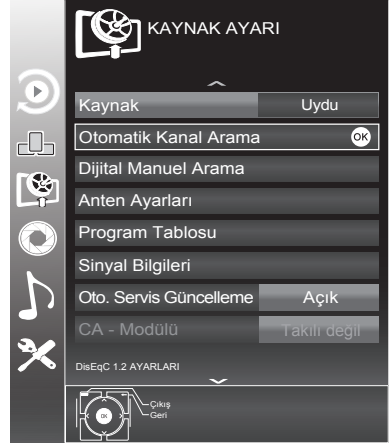 KAYNAK AYARI
Kaynak Uydu
Otomatik Kanal Arama OK
Dijital Manuel Arama
Anten Ayarları
Program Tablosu
Sinyal Bilgileri
Oto. Servis Güncelleme Açık
CA - Modülü Takılı değil
DisEqC 1.2 AYARLARI
Çıkış
OK Geri